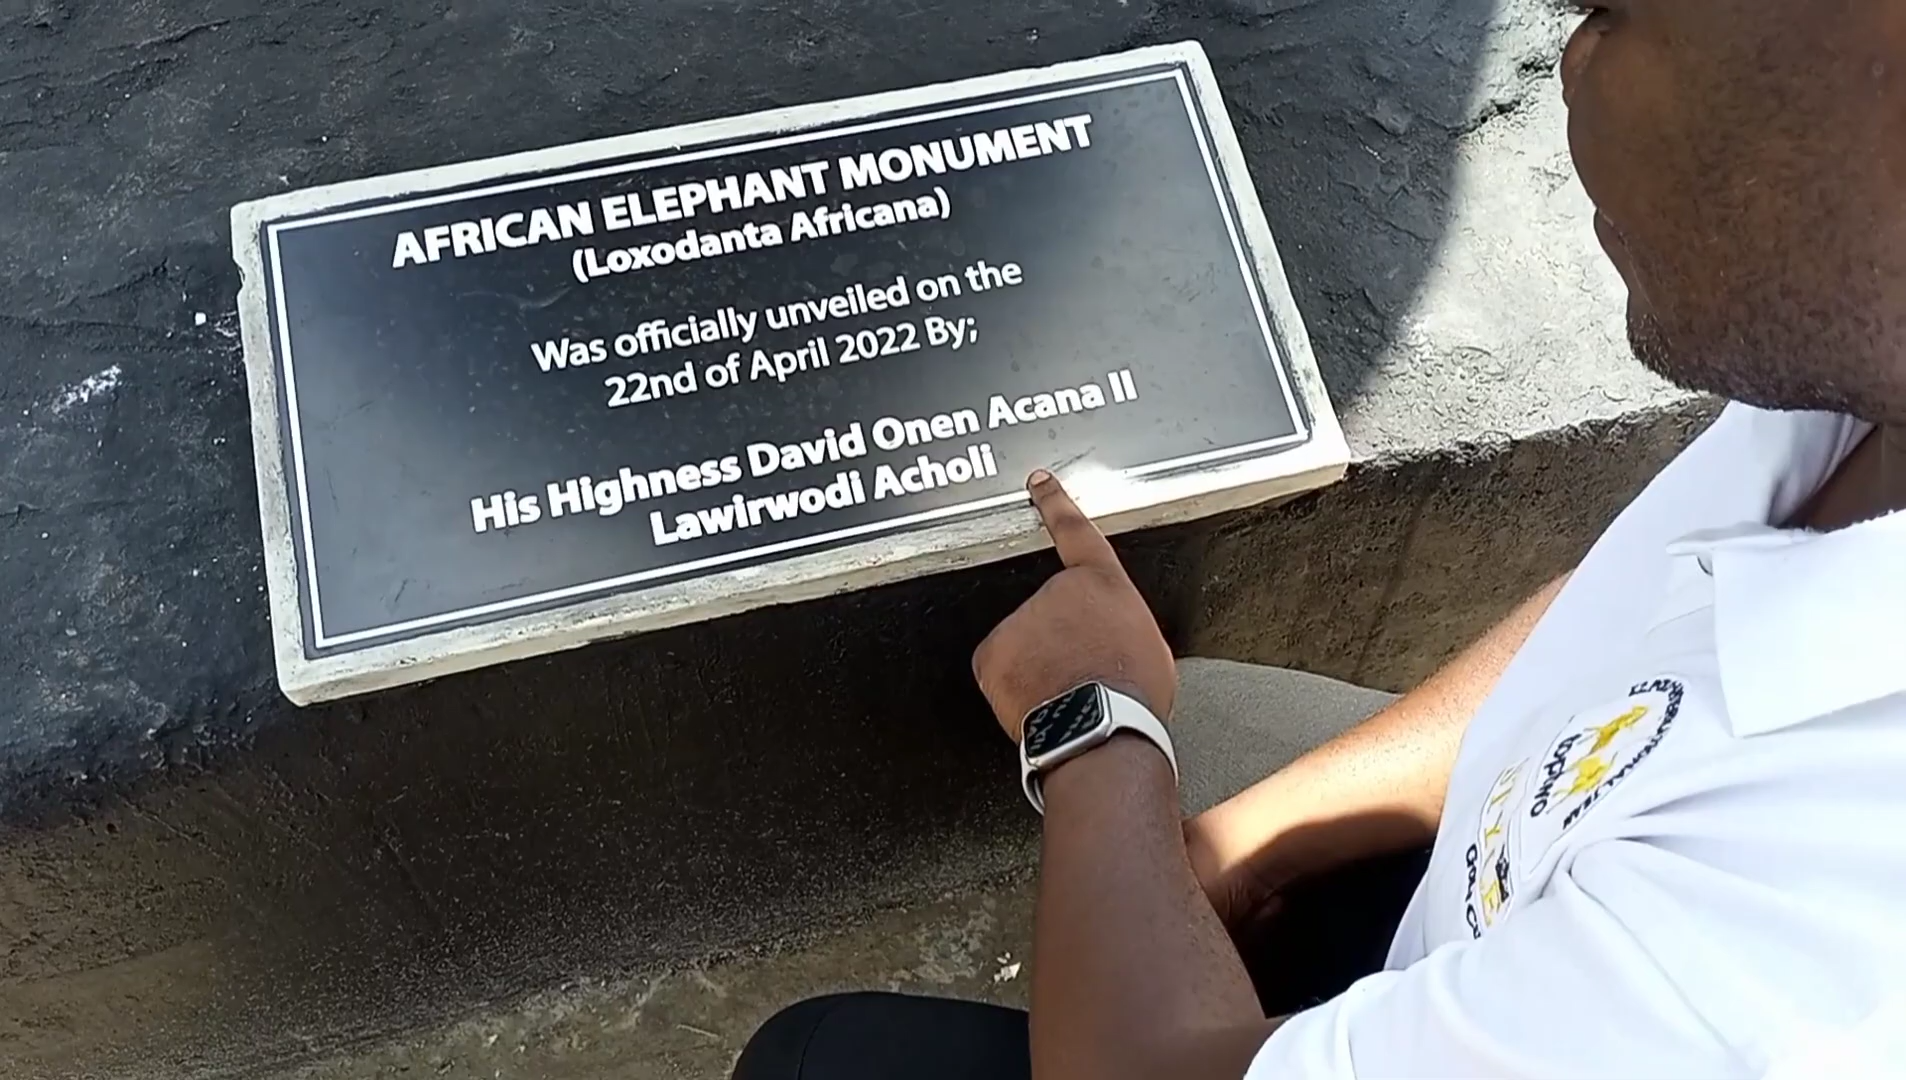 AFRICAN ELEPHANT MONUMENT
(Loxodanta Africana)
Was officially unveiled on the
22nd of April 2022 By;
His Highness David Onen Acana II
Lawirwodi Acholi